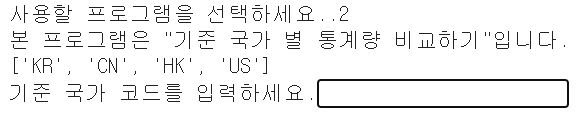 사용할 프로그램을 선택하세요..2
본 프로그램은 "기준 국가 별 통계량 비교하기"입니다.
['KR', 'CN', 'HK', 'US']
기준 국가 코드를 입력하세요.